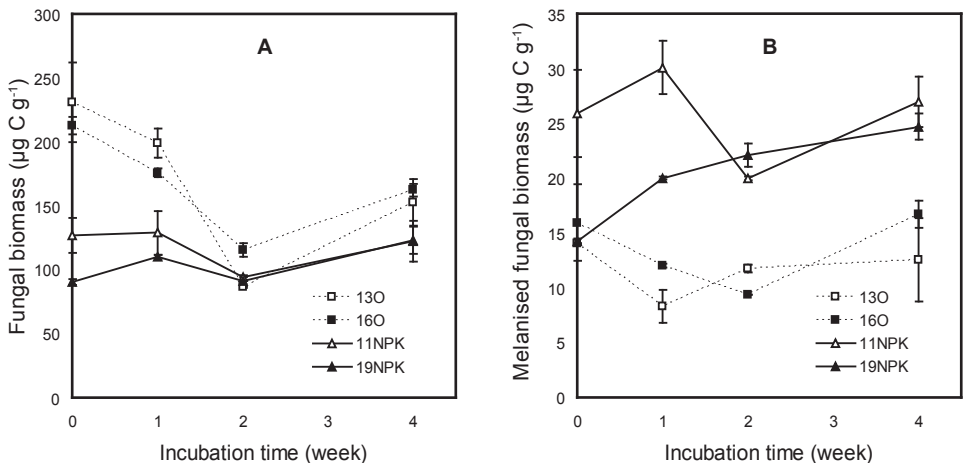 Fungal biomass (µg C g-1)
300
250
200
150
100
50
0
A
13O
16O
11NPK
19NPK
0 1 2 3 4
Incubation time (week)
Melanised fungal biomass (µg C g-1)
35
30
25
20
15
10
5
0
B
13O
16O
11NPK
19NPK
0 1 2 3 4
Incubation time (week)